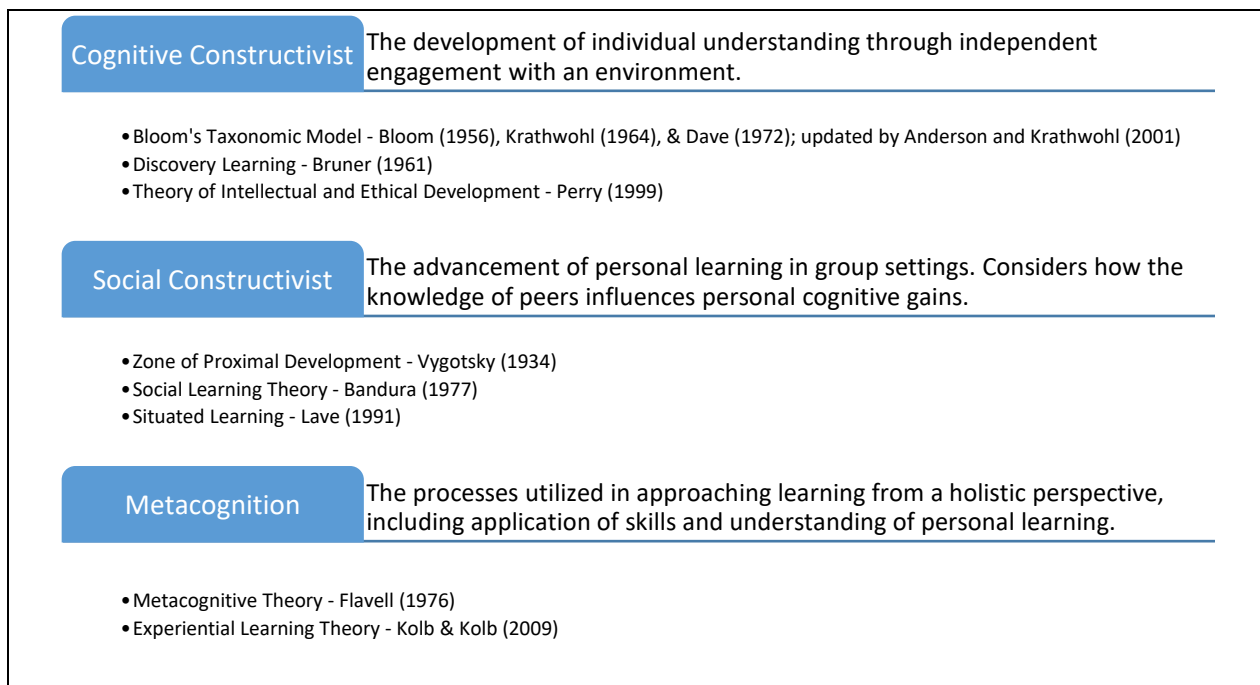 Cognitive Constructivist
The development of individual understanding through independent
engagement with an environment.
•Bloom's Taxonomic Model - Bloom (1956), Krathwohl (1964), & Dave (1972); updated by Anderson and Krathwohl (2001)
•Discovery Learning - Bruner (1961)
•Theory of Intellectual and Ethical Development - Perry (1999)
Social Constructivist
The advancement of personal learning in group settings. Considers how the
knowledge of peers influences personal cognitive gains.
•Zone of Proximal Development - Vygotsky (1934)
•Social Learning Theory - Bandura (1977)
•Situated Learning - Lave (1991)
Metacognition
The processes utilized in approaching learning from a holistic perspective,
including application of skills and understanding of personal learning.
•Metacognitive Theory - Flavell (1976)
•Experiential Learning Theory - Kolb & Kolb (2009)